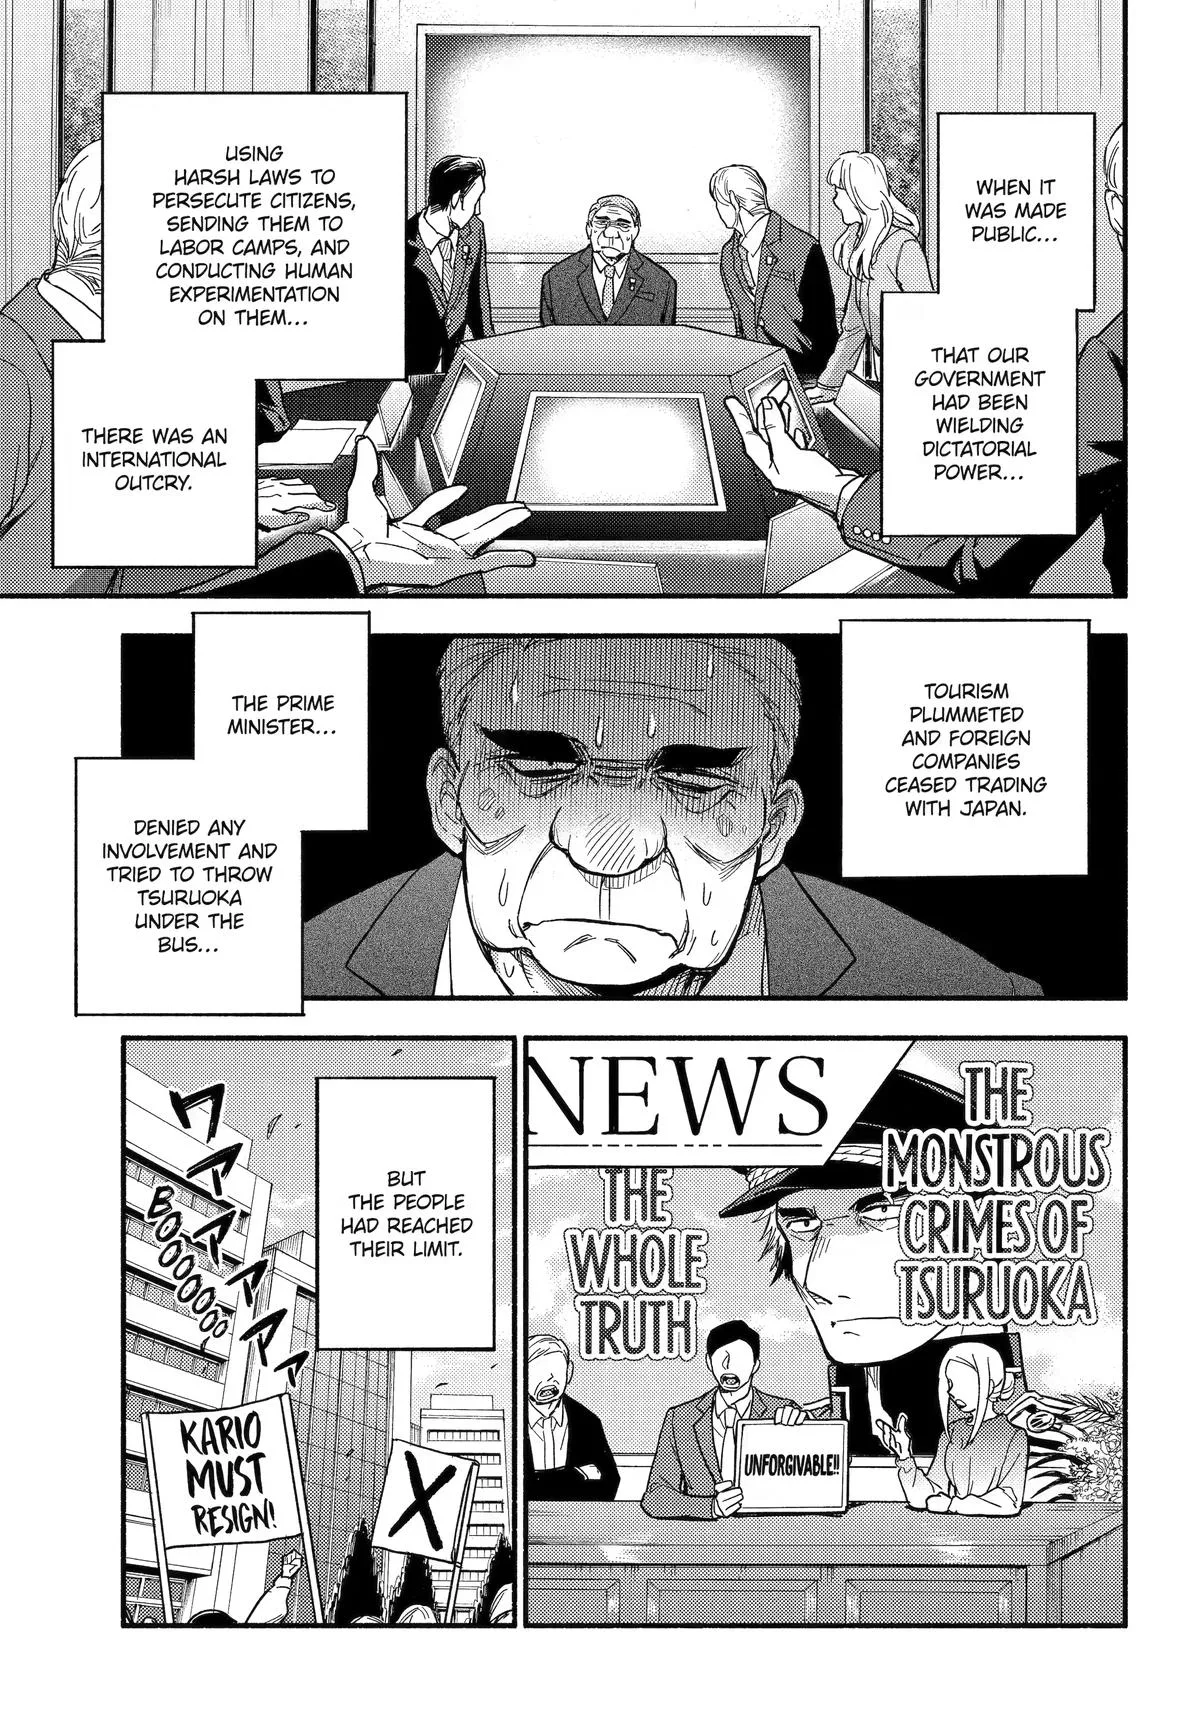 WHEN IT
WAS MADE
PUBLIC...
THAT OUR
GOVERNMENT
HAD BEEN
WIELDING
DICTATORIAL
POWER...
USING
HARSH LAWS TO
PERSECUTE CITIZENS,
SENDING THEM TO
LABOR CAMPS, AND
CONDUCTING HUMAN
EXPERIMENTATION
ON THEM...
THERE WAS AN
INTERNATIONAL
OUTCRY.
TOURISM
PLUMMETED
AND FOREIGN
COMPANIES
CEASED TRADING
WITH JAPAN.
THE PRIME
MINISTER...
DENIED ANY
INVOLVEMENT AND
TRIED TO THROW
TSURUOKA
UNDER THE
BUS...
NEWS
THE
MONSTROUS
CRIMES OF
TSURUOKA
THE
WHOLE
TRUTH
UNFORGIVABLE!!
BUT
THE PEOPLE
HAD REACHED
THEIR LIMIT.
ワァァァァァ
BOOOOOOOO
KARIO
MUST
RESIGN!
X